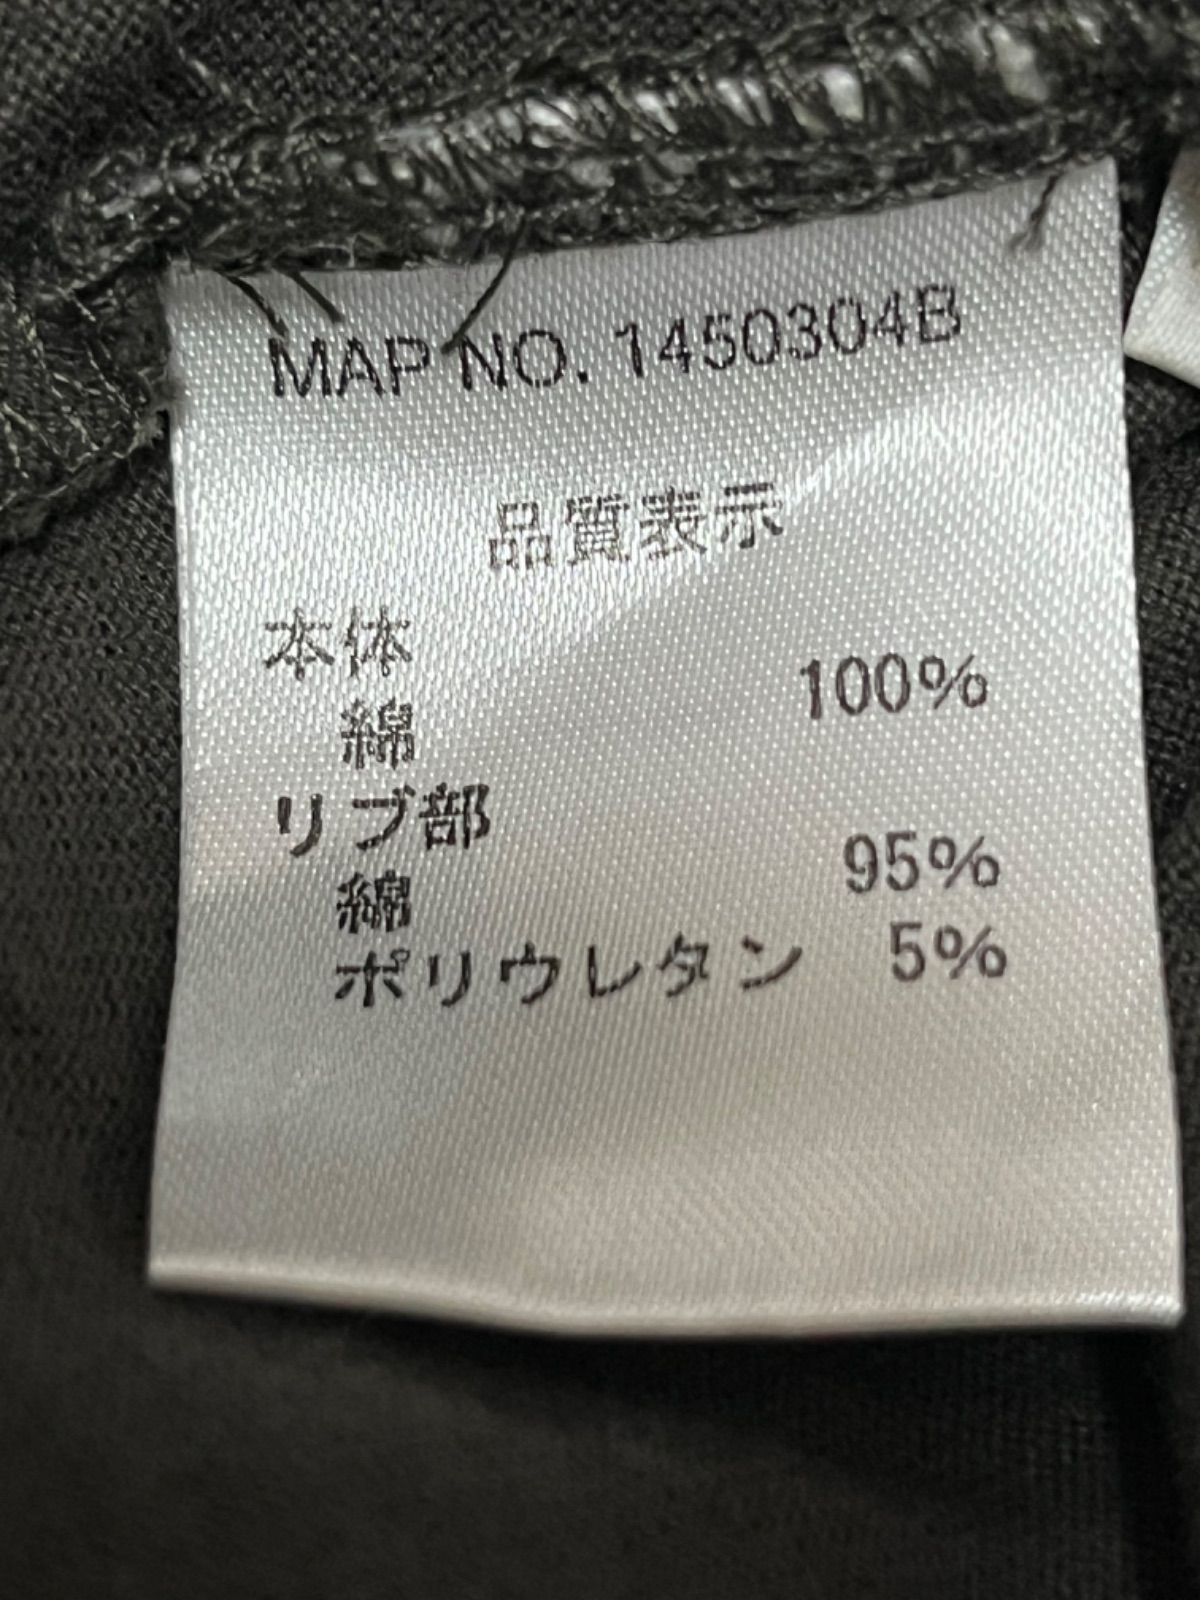 MAP NO. 1450304B
品質表示
本体
綿 100%
リブ部
綿 95%
ポリウレタン 5%